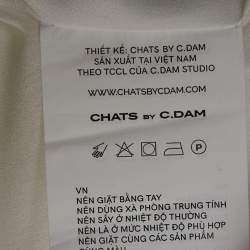 THIẾT KẾ: CHATS BY C.DAM
SẢN XUẤT TẠI VIỆT NAM
THEO TCCL CỦA C.DAM STUDIO
WWW.CHATSBYCDAM.COM
CHATS BY C.DAM
P
VN
NÊN GIẶT BẰNG TAY
NÊN DÙNG XÀ PHÒNG TRUNG TÍNH
NÊN SẤY Ở NHIỆT ĐỘ THƯỜNG
NÊN LÀ Ở MỨC NHIỆT ĐỘ PHÙ HỢP
NÊN GIẶT CÙNG CÁC SẢN PHẨM
CÙNG MÀU